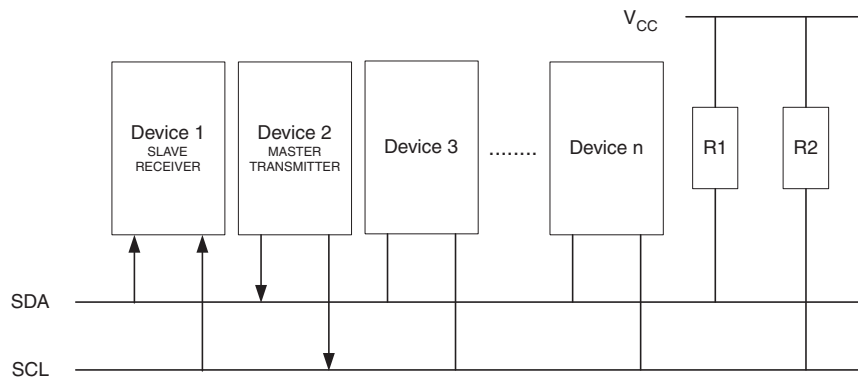 V_CC
Device 1
SLAVE
RECEIVER
Device 2
MASTER
TRANSMITTER
Device 3
........
Device n
R1
R2
SDA
SCL